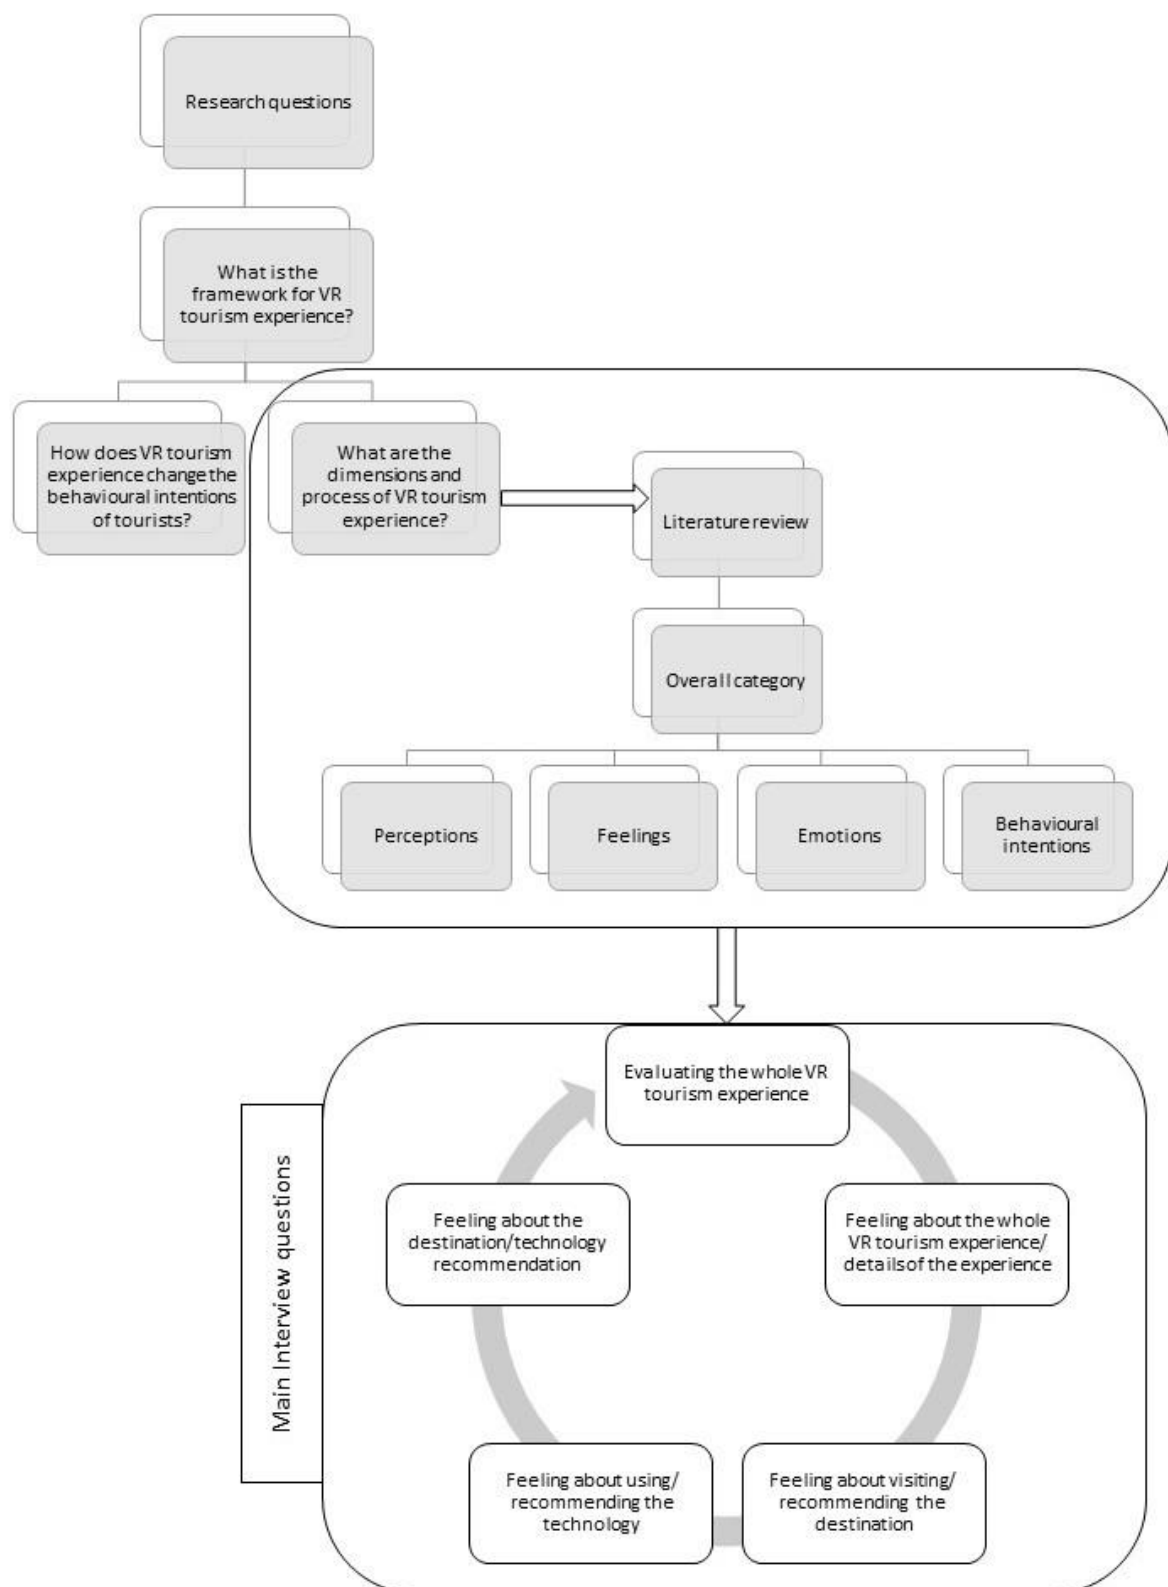 Research questions
What is the
framework for VR
tourism experience?
How does VR tourism
experience change the
behavioural intentions
of tourists?
What are the
dimensions and
process of VR tourism
experience?
Literature review
Overall category
Perceptions
Feelings
Emotions
Behavioural
intentions
Main Interview questions
Evaluating the whole VR
tourism experience
Feeling about the
destination/technology
recommendation
Feeling about the whole
VR tourism experience/
details of the experience
Feeling about using/
recommending the
technology
Feeling about visiting/
recommending the
destination